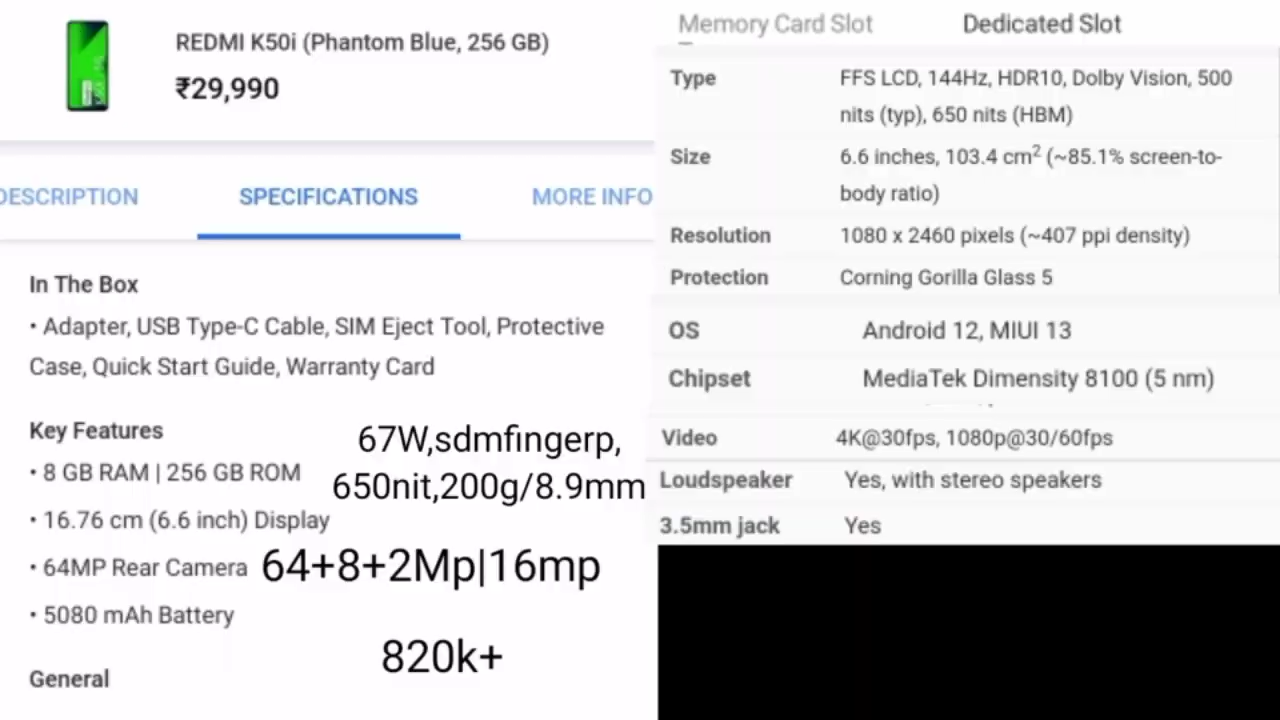 REDMI K50i (Phantom Blue, 256 GB)
₹29,990
DESCRIPTION
SPECIFICATIONS
MORE INFO
In The Box
• Adapter, USB Type-C Cable, SIM Eject Tool, Protective
Case, Quick Start Guide, Warranty Card
Key Features
• 8 GB RAM | 256 GB ROM
• 16.76 cm (6.6 inch) Display
• 64MP Rear Camera
• 5080 mAh Battery
General
67W,sdmfingerp,
650nit,200g/8.9mm
64+8+2Mp|16mp
820k+
Memory Card Slot Dedicated Slot
Type FFS LCD, 144Hz, HDR10, Dolby Vision, 500
nits (typ), 650 nits (HBM)
Size 6.6 inches, 103.4 cm² (~85.1% screen-to-
body ratio)
Resolution 1080 x 2460 pixels (~407 ppi density)
Protection Corning Gorilla Glass 5
OS Android 12, MIUI 13
Chipset MediaTek Dimensity 8100 (5 nm)
Video 4K@30fps, 1080p@30/60fps
Loudspeaker Yes, with stereo speakers
3.5mm jack Yes